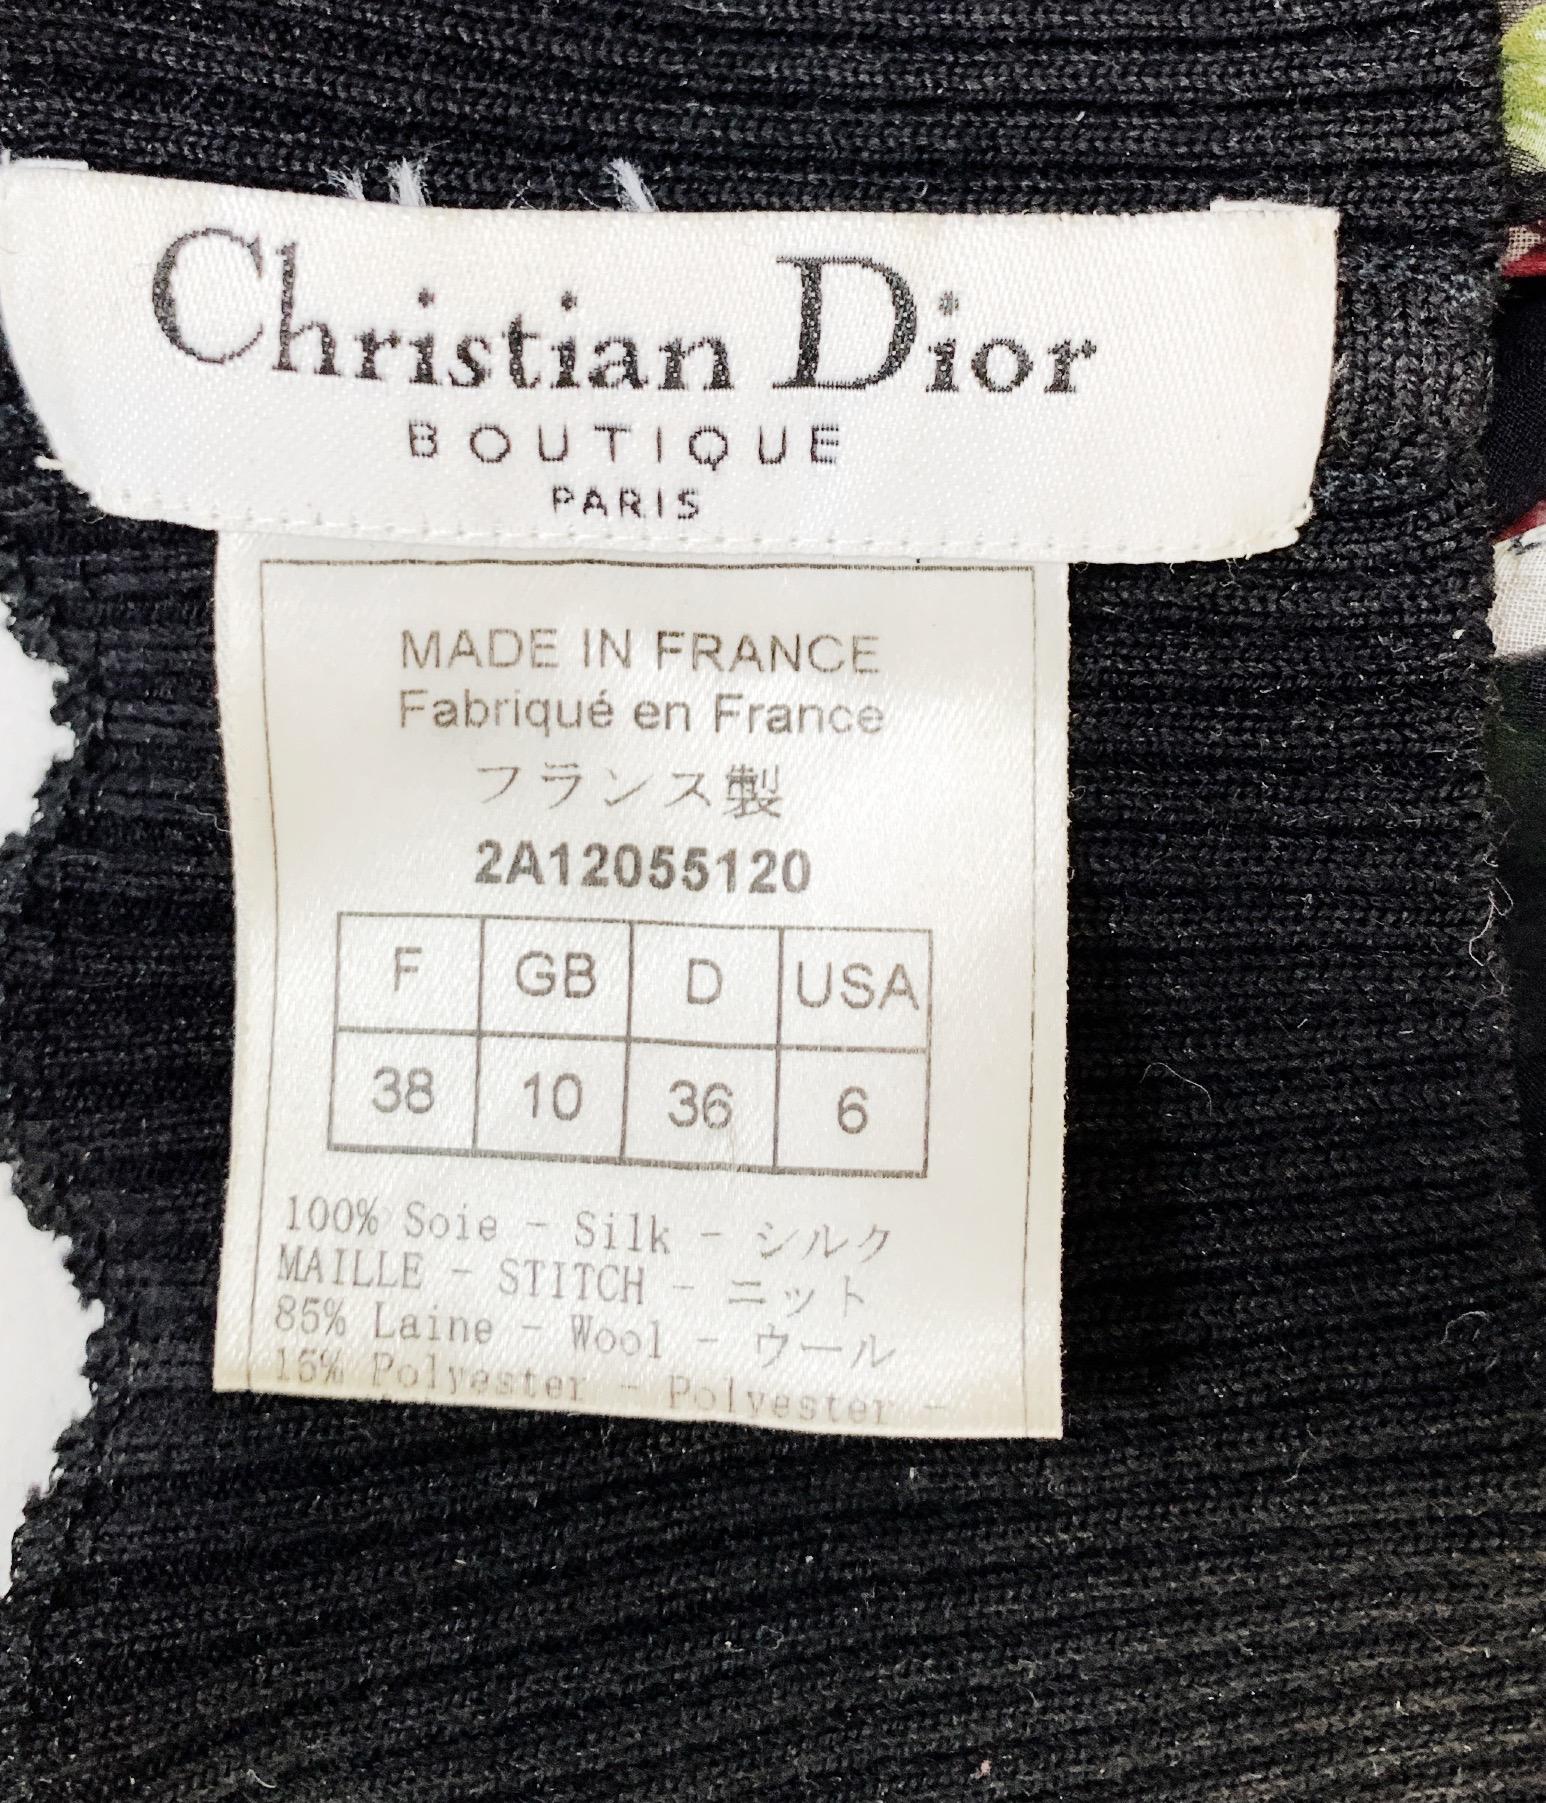 Christian Dior
BOUTIQUE
PARIS
MADE IN FRANCE
Fabriqué en France
フランス製
2A12055120
F GB D USA
38 10 36 6
100% Soie - Silk - シルク
MAILLE - STITCH - ニット
85% Laine - Wool - ウール
15% Polyester - Polyester -